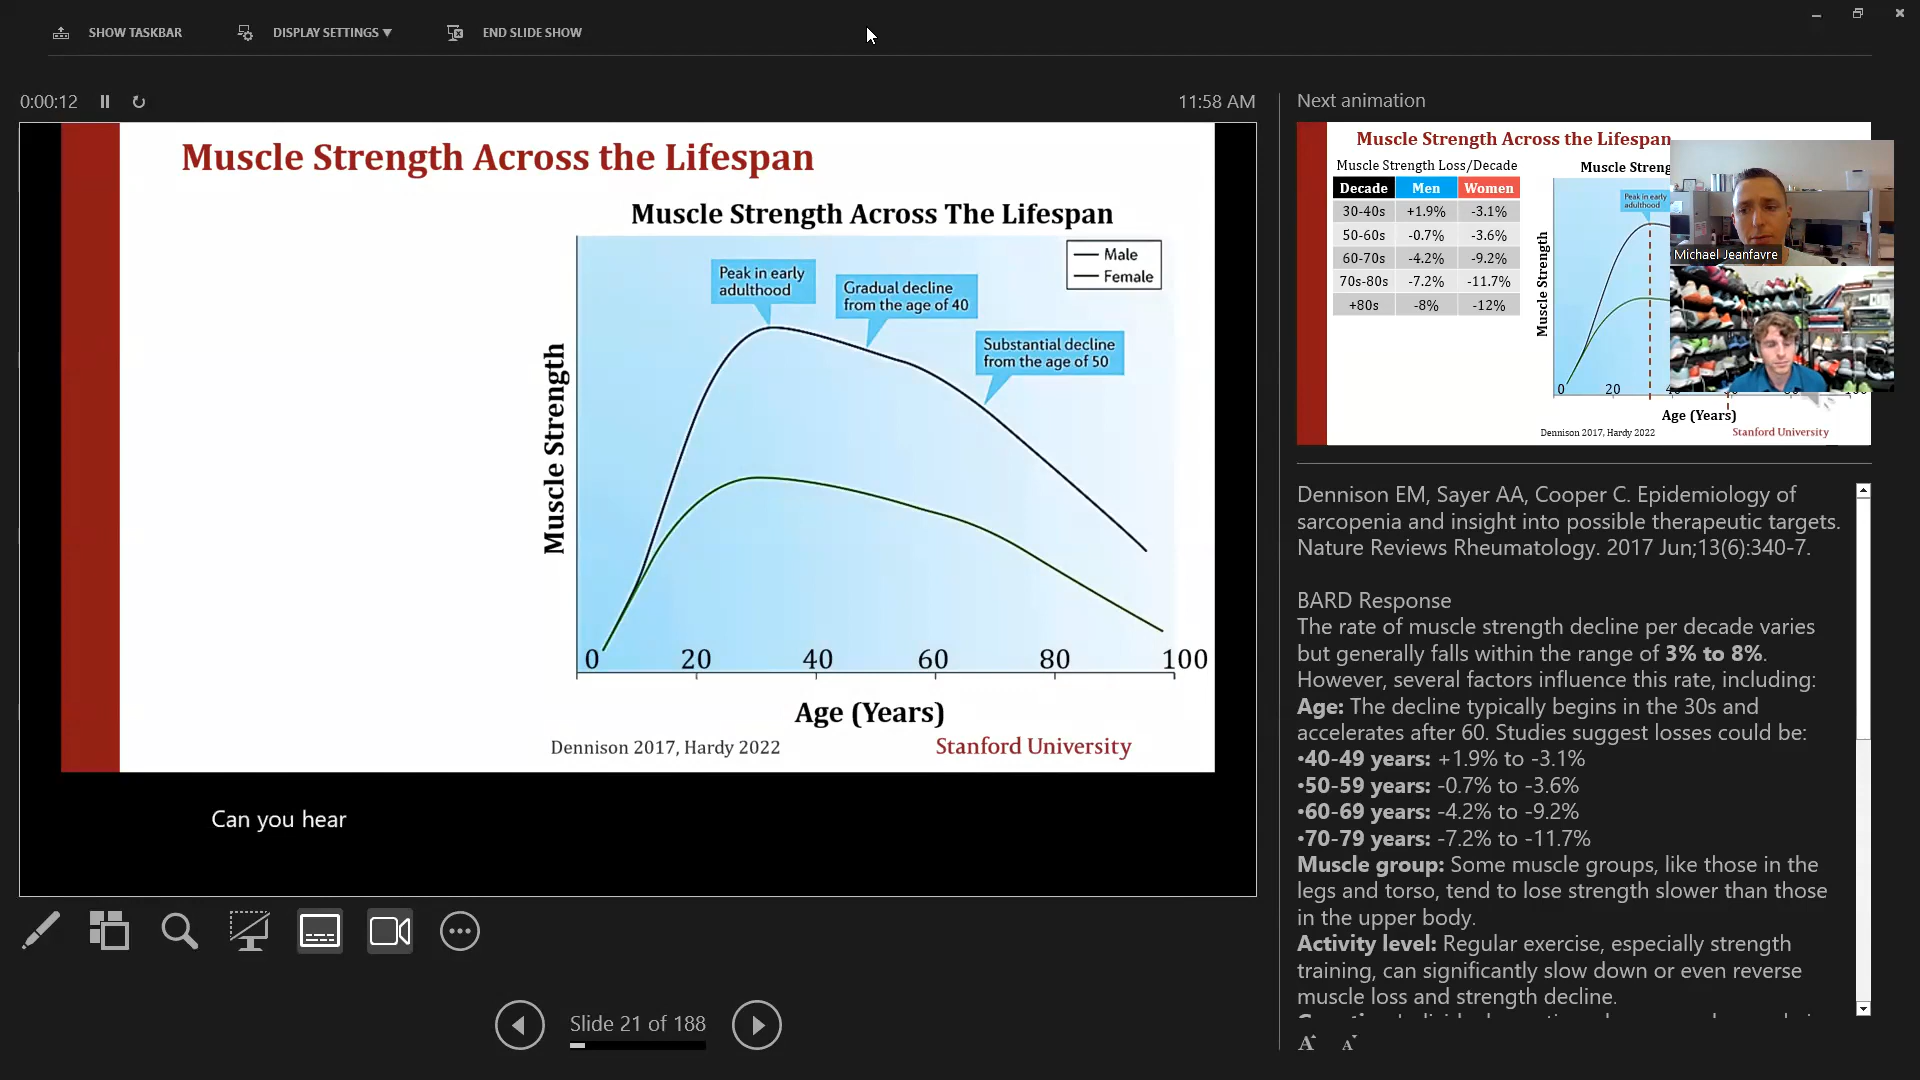 SHOW TASKBAR
DISPLAY SETTINGS ▼
END SLIDE SHOW
0:00:12
11:58 AM
Muscle Strength Across the Lifespan
Muscle Strength Across The Lifespan
Male
Female
Peak in early
adulthood
Gradual decline
from the age of 40
Substantial decline
from the age of 50
Muscle Strength
0 20 40 60 80 100
Age (Years)
Dennison 2017, Hardy 2022
Stanford University
Can you hear
Slide 21 of 188
Next animation
Muscle Strength Across the Lifespan
Muscle Strength Loss/Decade
Decade Men Women
30-40s +1.9% -3.1%
50-60s -0.7% -3.6%
60-70s -4.2% -9.2%
70s-80s -7.2% -11.7%
+80s -8% -12%
Peak in early
adulthood
Muscle Strength
0 20
Age (Years)
Dennison 2017, Hardy 2022
Stanford University
Michael Jeanfavre
Dennison EM, Sayer AA, Cooper C. Epidemiology of
sarcopenia and insight into possible therapeutic targets.
Nature Reviews Rheumatology. 2017 Jun;13(6):340-7.
BARD Response
The rate of muscle strength decline per decade varies
but generally falls within the range of 3% to 8%.
However, several factors influence this rate, including:
Age: The decline typically begins in the 30s and
accelerates after 60. Studies suggest losses could be:
•40-49 years: +1.9% to -3.1%
•50-59 years: -0.7% to -3.6%
•60-69 years: -4.2% to -9.2%
•70-79 years: -7.2% to -11.7%
Muscle group: Some muscle groups, like those in the
legs and torso, tend to lose strength slower than those
in the upper body.
Activity level: Regular exercise, especially strength
training, can significantly slow down or even reverse
muscle loss and strength decline.
A A